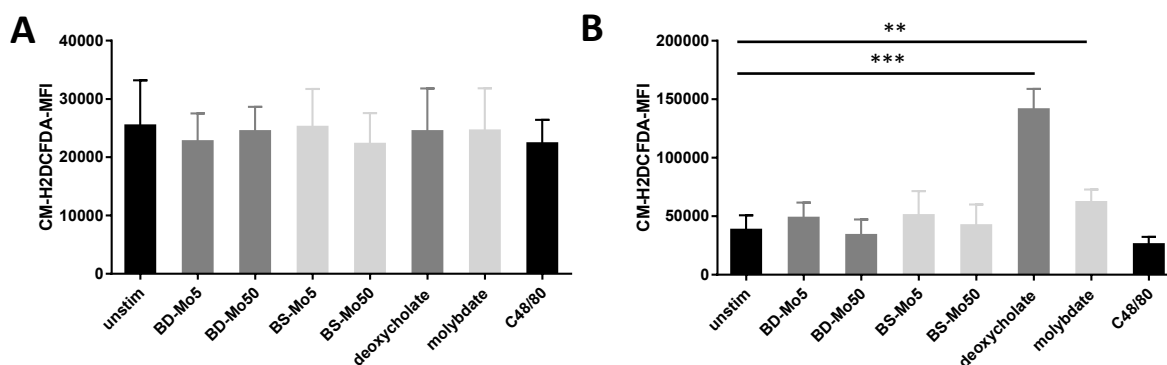 A
CM-H2DCFDA-MFI
40000
30000
20000
10000
0
unstim
BD-Mo5
BD-Mo50
BS-Mo5
BS-Mo50
deoxycholate
molybdate
C48/80
B
CM-H2DCFDA-MFI
200000
150000
100000
50000
0
**
***
unstim
BD-Mo5
BD-Mo50
BS-Mo5
BS-Mo50
deoxycholate
molybdate
C48/80